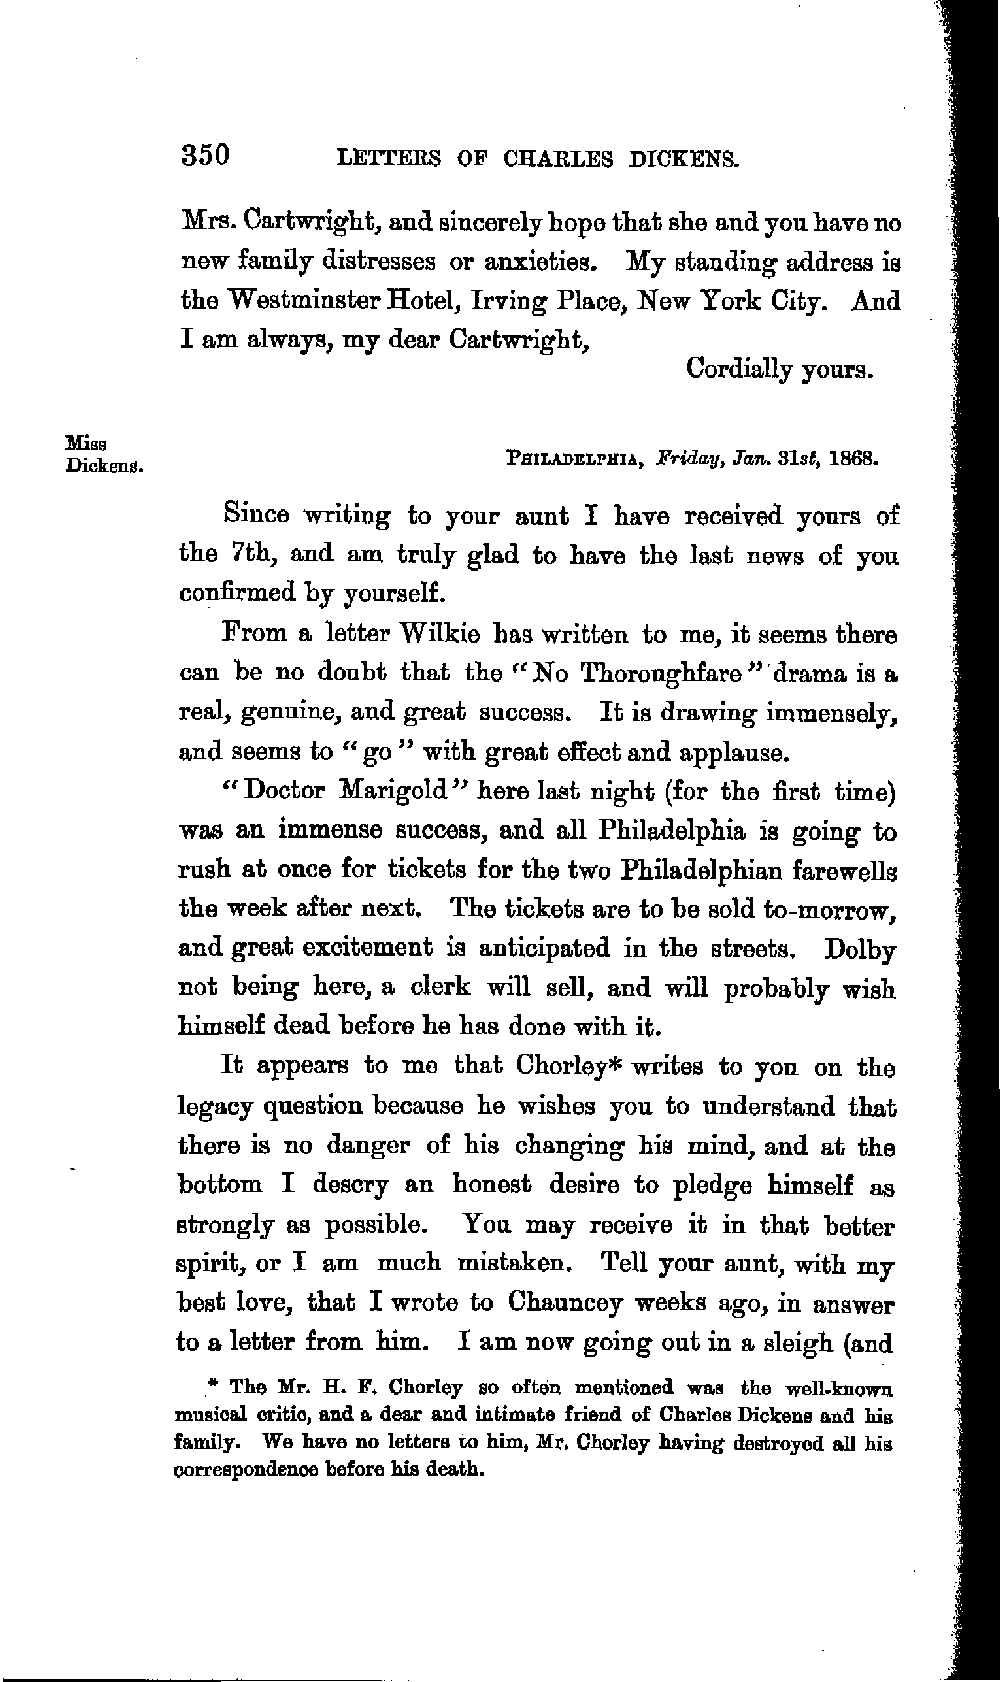 350 LETTERS OF CHARLES DICKENS.
Mrs. Cartwright, and sincerely hope that she and you have no
new family distresses or anxieties. My standing address is
the Westminster Hotel, Irving Place, New York City. And
I am always, my dear Cartwright,
Cordially yours.
Miss
Dickens.
PHILADELPHIA, Friday, Jan. 31st, 1868.
Since writing to your aunt I have received yours of
the 7th, and am truly glad to have the last news of you
confirmed by yourself.
From a letter Wilkie has written to me, it seems there
can be no doubt that the “No Thoroughfare” drama is a
real, genuine, and great success. It is drawing immensely,
and seems to “go” with great effect and applause.
“Doctor Marigold” here last night (for the first time)
was an immense success, and all Philadelphia is going to
rush at once for tickets for the two Philadelphian farewells
the week after next. The tickets are to be sold to-morrow,
and great excitement is anticipated in the streets. Dolby
not being here, a clerk will sell, and will probably wish
himself dead before he has done with it.
It appears to me that Chorley* writes to you on the
legacy question because he wishes you to understand that
there is no danger of his changing his mind, and at the
bottom I descry an honest desire to pledge himself as
strongly as possible. You may receive it in that better
spirit, or I am much mistaken. Tell your aunt, with my
best love, that I wrote to Chauncey weeks ago, in answer
to a letter from him. I am now going out in a sleigh (and
* The Mr. H. F. Chorley so often mentioned was the well-known
musical critic, and a dear and intimate friend of Charles Dickens and his
family. We have no letters to him, Mr. Chorley having destroyed all his
correspondence before his death.